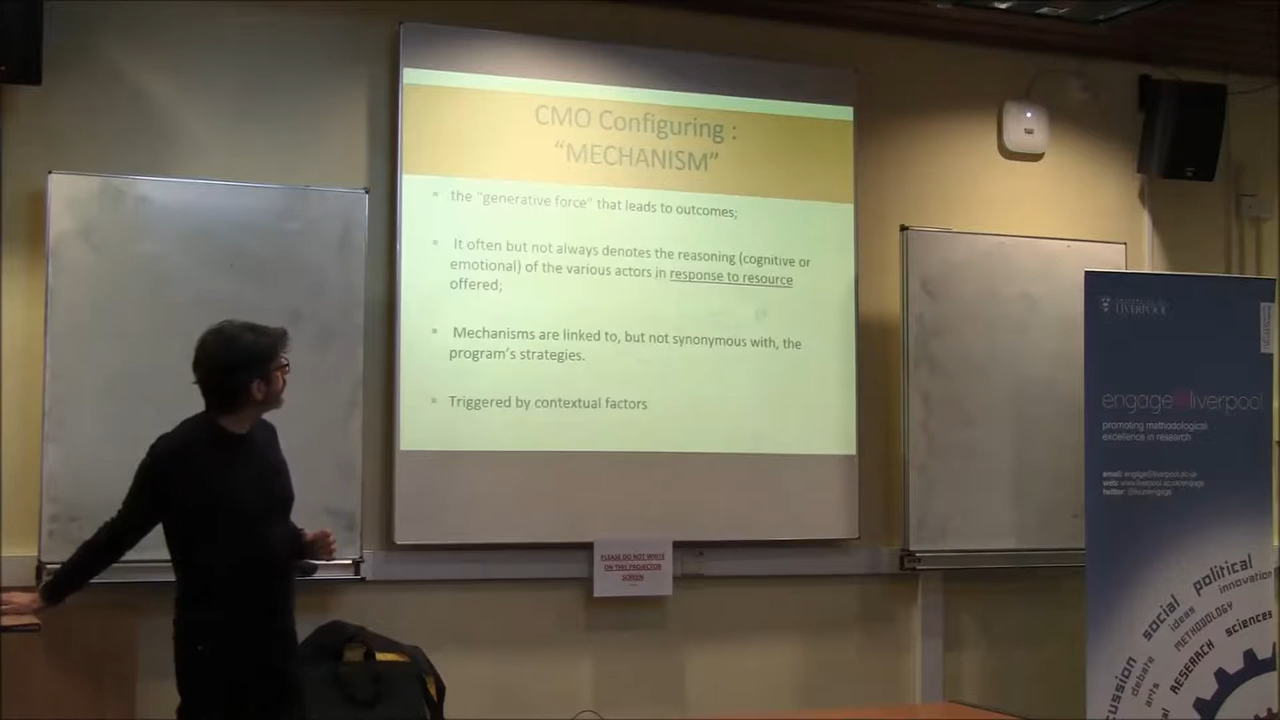 CMO Configuring :
“MECHANISM”
the “generative force” that leads to outcomes;
It often but not always denotes the reasoning (cognitive or
emotional) of the various actors in response to resource
offered;
Mechanisms are linked to, but not synonymous with, the
program’s strategies.
Triggered by contextual factors
PLEASE DO NOT WRITE
ON THIS PROJECTOR
SCREEN
LIVERPOOL
engage@liverpool
promoting methodological
excellence in research
email: engage@liverpool.ac.uk
web: www.liverpool.ac.uk/engage
twitter:
political
innovation
social
ideas
METHODOLOGY
sciences
RESEARCH
debate
arts